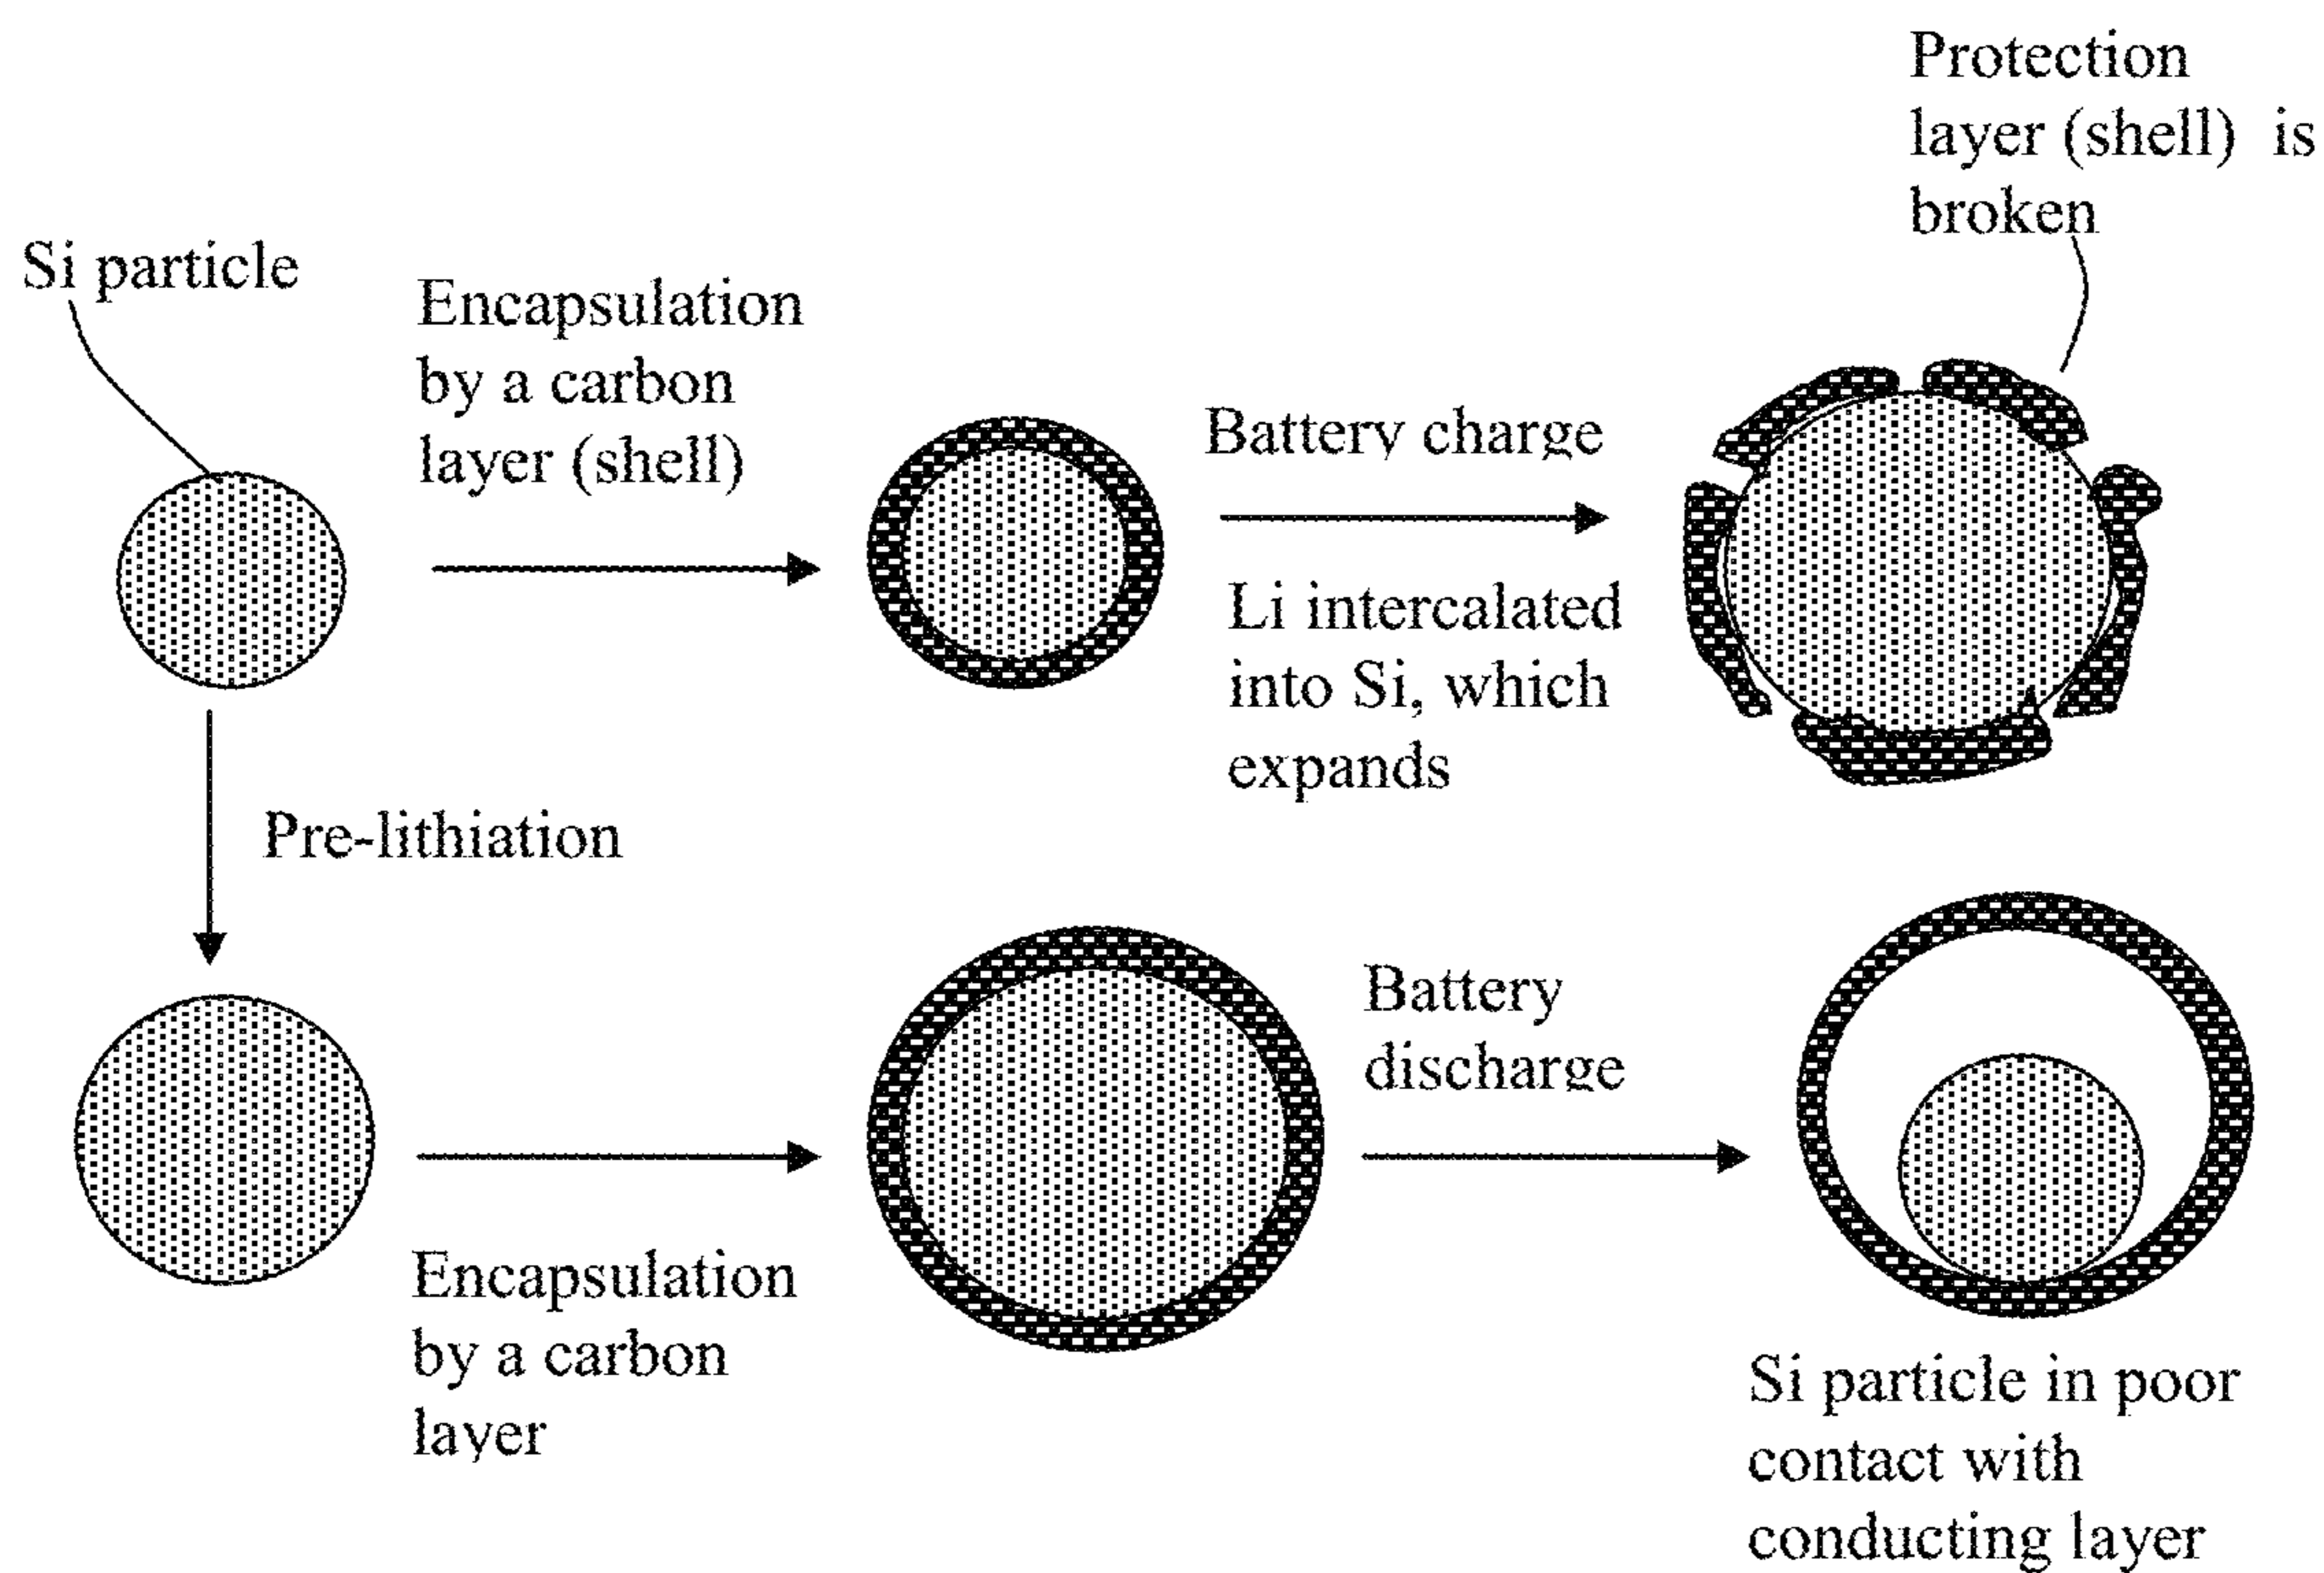 Protection
layer (shell) is
broken
Si particle
Encapsulation
by a carbon
layer (shell)
Battery charge
Li intercalated
into Si, which
expands
Pre-lithiation
Battery
discharge
Encapsulation
by a carbon
layer
Si particle in poor
contact with
conducting layer